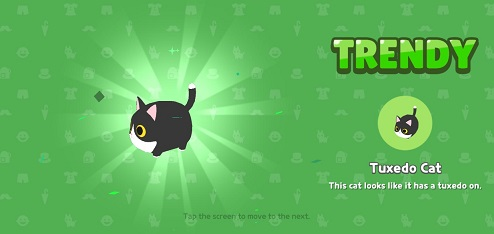 TRENDY
Tuxedo Cat
This cat looks like it has a tuxedo on.
Tap the screen to move to the next.